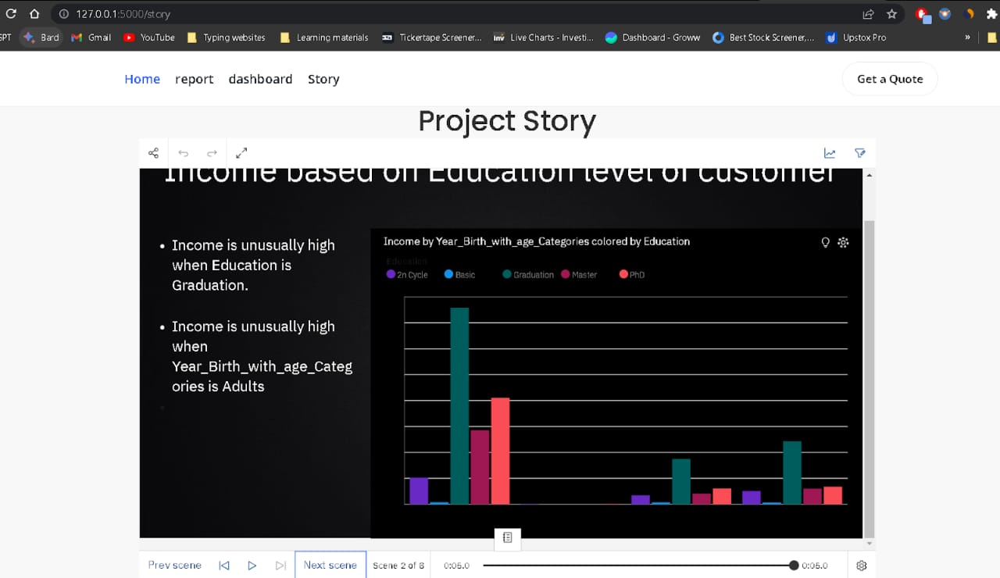 127.0.0.1:5000/story
PT Bard Gmail YouTube Typing websites Learning materials Tickertape Screener... Live Charts - Investi... Dashboard - Groww Best Stock Screener,... Upstox Pro »
Home report dashboard Story Get a Quote
Project Story
Income based on Education level of customer
• Income is unusually high
when Education is
Graduation.
• Income is unusually high
when
Year_Birth_with_age_Categ
ories is Adults
Income by Year_Birth_with_age_Categories colored by Education
Education
2n Cycle Basic Graduation Master PhD
Prev scene Next scene Scene 2 of 6 0:05.0 0:05.0